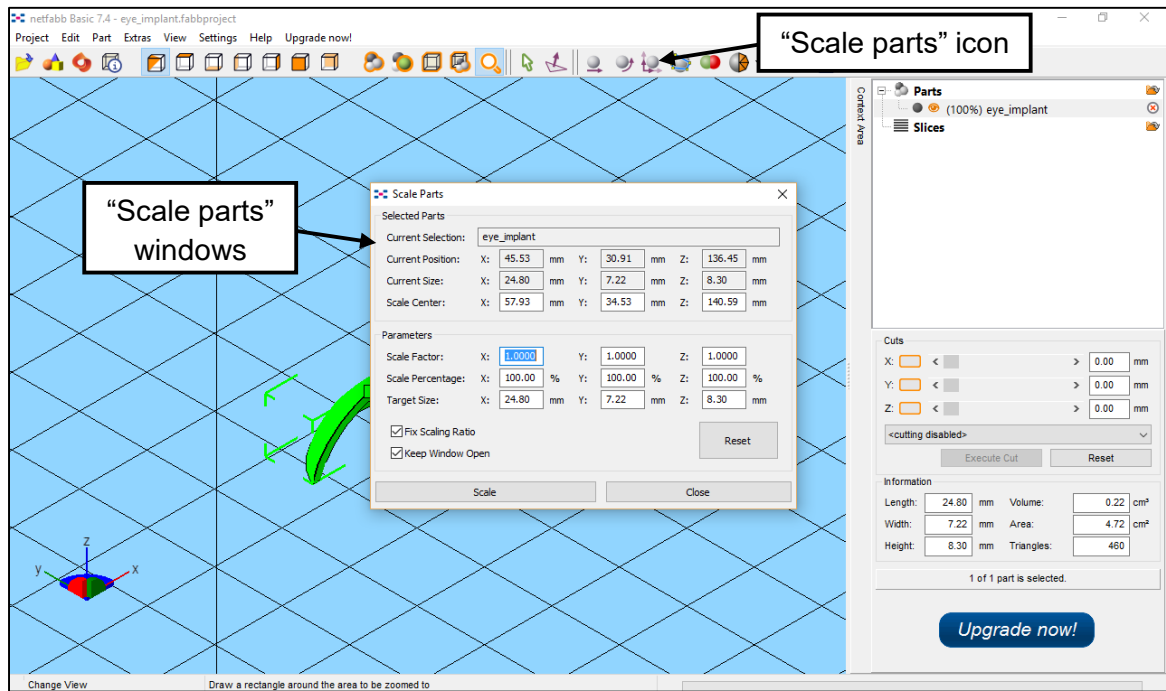 netfabb Basic 7.4 - eye_implant.fabbproject
Project Edit Part Extras View Settings Help Upgrade now!
“Scale parts” icon
“Scale parts”
windows
Context Area
Parts
(100%) eye_implant
Slices
Scale Parts
Selected Parts
Current Selection: eye_implant
Current Position: X: 45.53 mm Y: 30.91 mm Z: 136.45 mm
Current Size: X: 24.80 mm Y: 7.22 mm Z: 8.30 mm
Scale Center: X: 57.93 mm Y: 34.53 mm Z: 140.59 mm
Parameters
Scale Factor: X: 1.0000 Y: 1.0000 Z: 1.0000
Scale Percentage: X: 100.00 % Y: 100.00 % Z: 100.00 %
Target Size: X: 24.80 mm Y: 7.22 mm Z: 8.30 mm
Fix Scaling Ratio
Keep Window Open
Reset
Scale Close
Cuts
X: < > 0.00 mm
Y: < > 0.00 mm
Z: < > 0.00 mm
<cutting disabled>
Execute Cut Reset
Information
Length: 24.80 mm Volume: 0.22 cm³
Width: 7.22 mm Area: 4.72 cm²
Height: 8.30 mm Triangles: 460
1 of 1 part is selected.
Upgrade now!
z
y x
Change View Draw a rectangle around the area to be zoomed to